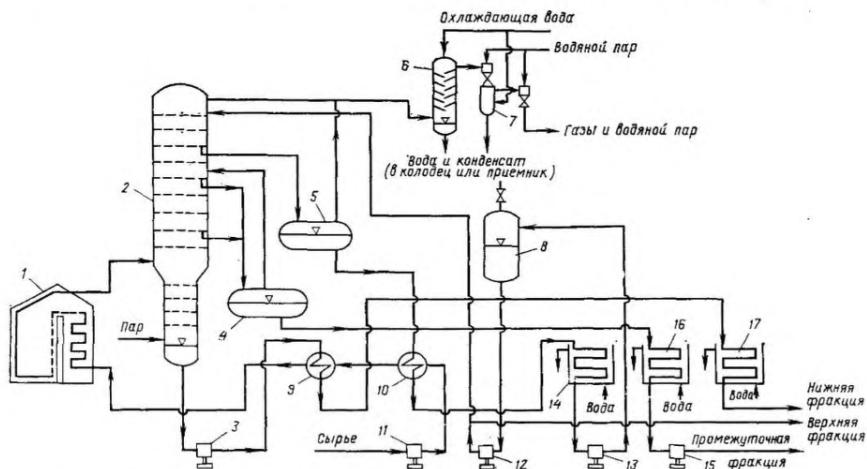 Охлаждающая вода
Водяной пар
6
7
Газы и водяной пар
Вода и конденсат
(в колодец или приемник)
2
5
8
1
4
16
17
Пар
9
10
14
Вода
Вода
Вода
Нижняя
фракция
Верхняя
фракция
3
Сырье
11
12
13
15
Промежуточная
фракция